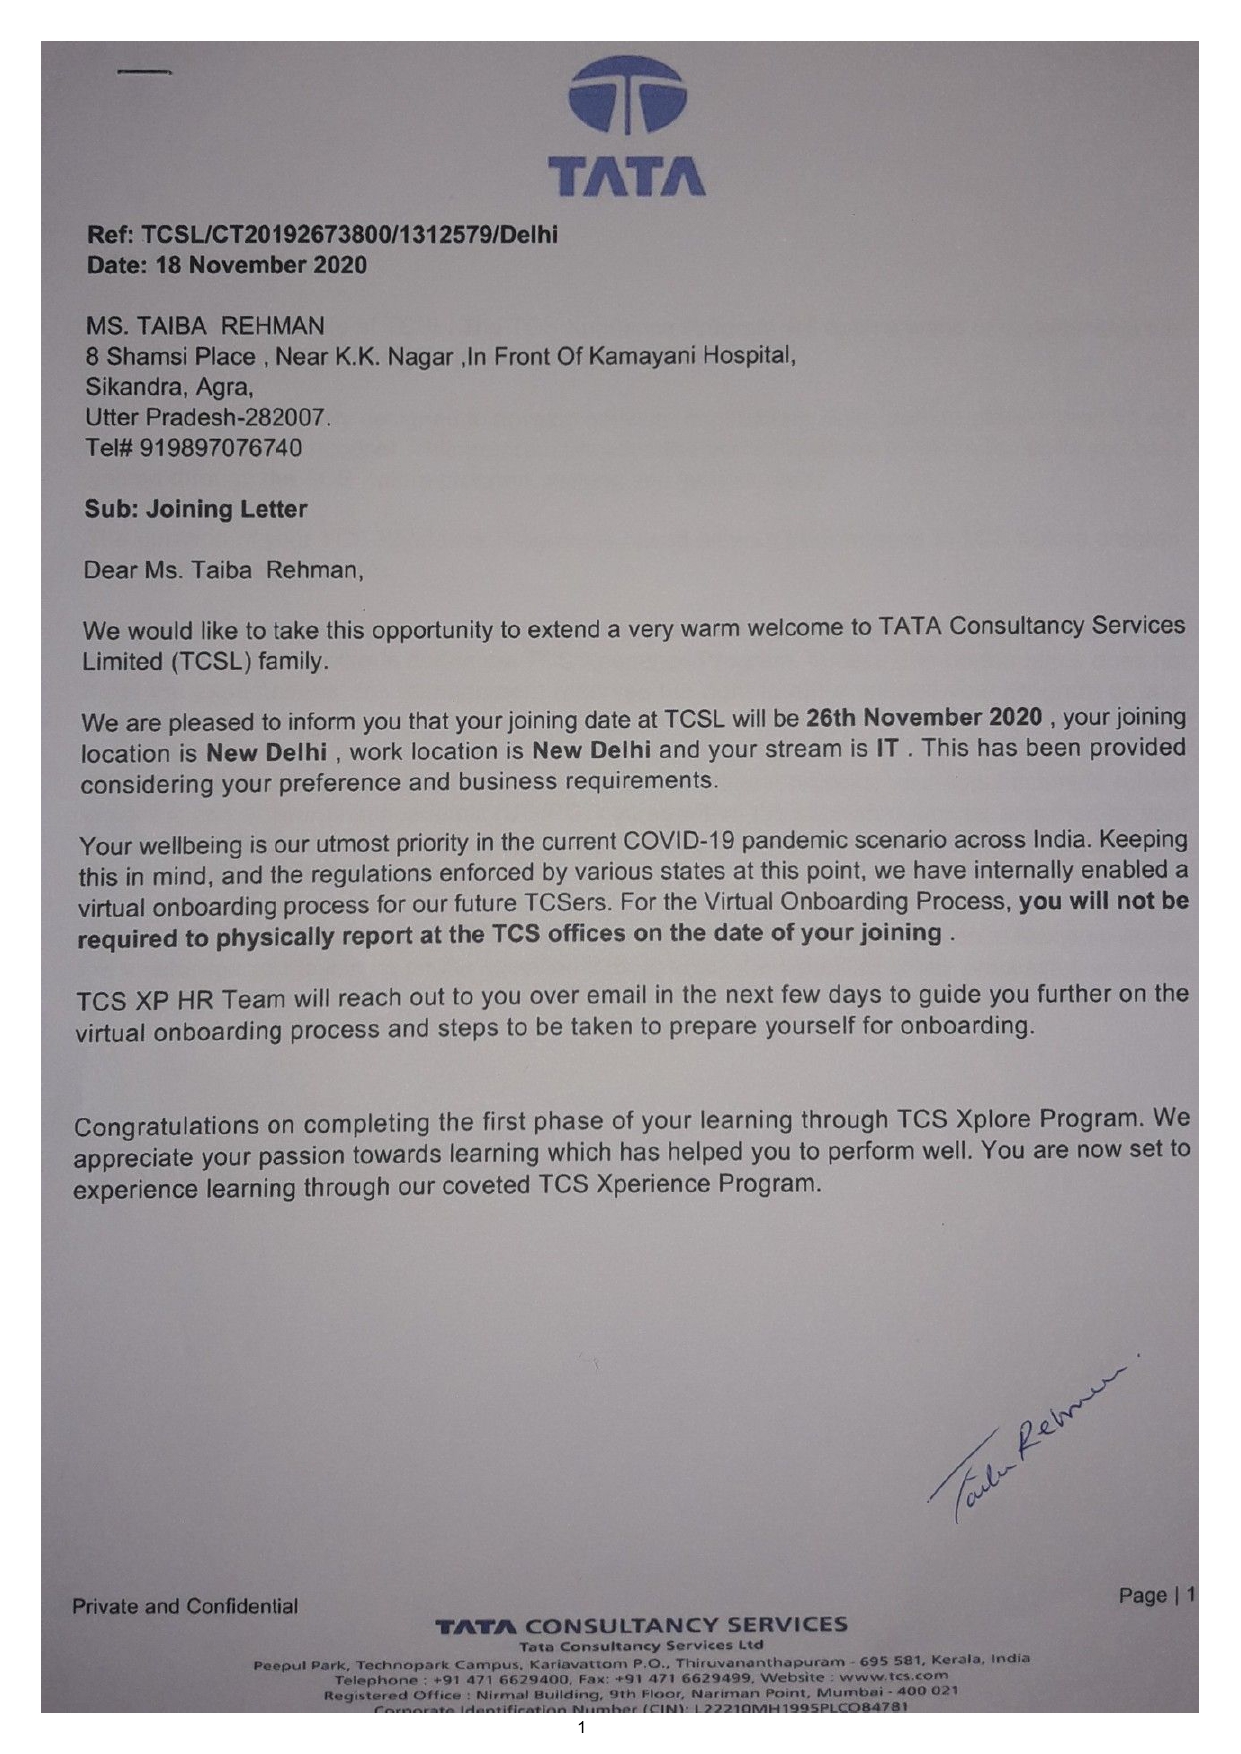 TATA
Ref: TCSL/CT20192673800/1312579/Delhi
Date: 18 November 2020
MS. TAIBA REHMAN
8 Shamsi Place , Near K.K. Nagar ,In Front Of Kamayani Hospital,
Sikandra, Agra,
Utter Pradesh-282007.
Tel# 919897076740
Sub: Joining Letter
Dear Ms. Taiba Rehman,
We would like to take this opportunity to extend a very warm welcome to TATA Consultancy Services
Limited (TCSL) family.
We are pleased to inform you that your joining date at TCSL will be 26th November 2020 , your joining
location is New Delhi , work location is New Delhi and your stream is IT . This has been provided
considering your preference and business requirements.
Your wellbeing is our utmost priority in the current COVID-19 pandemic scenario across India. Keeping
this in mind, and the regulations enforced by various states at this point, we have internally enabled a
virtual onboarding process for our future TCSers. For the Virtual Onboarding Process, you will not be
required to physically report at the TCS offices on the date of your joining .
TCS XP HR Team will reach out to you over email in the next few days to guide you further on the
virtual onboarding process and steps to be taken to prepare yourself for onboarding.
Congratulations on completing the first phase of your learning through TCS Xplore Program. We
appreciate your passion towards learning which has helped you to perform well. You are now set to
experience learning through our coveted TCS Xperience Program.
Taiba Rehman
Private and Confidential
Page | 1
TATA CONSULTANCY SERVICES
Tata Consultancy Services Ltd
Peepul Park, Technopark Campus, Kariavattom P.O., Thiruvananthapuram - 695 581, Kerala, India
Telephone : +91 471 6629400, Fax: +91 471 6629499, Website : www.tcs.com
Registered Office : Nirmal Building, 9th Floor, Nariman Point, Mumbai - 400 021
Corporate Identification Number (CIN): L22210MH1995PLCO84781
1